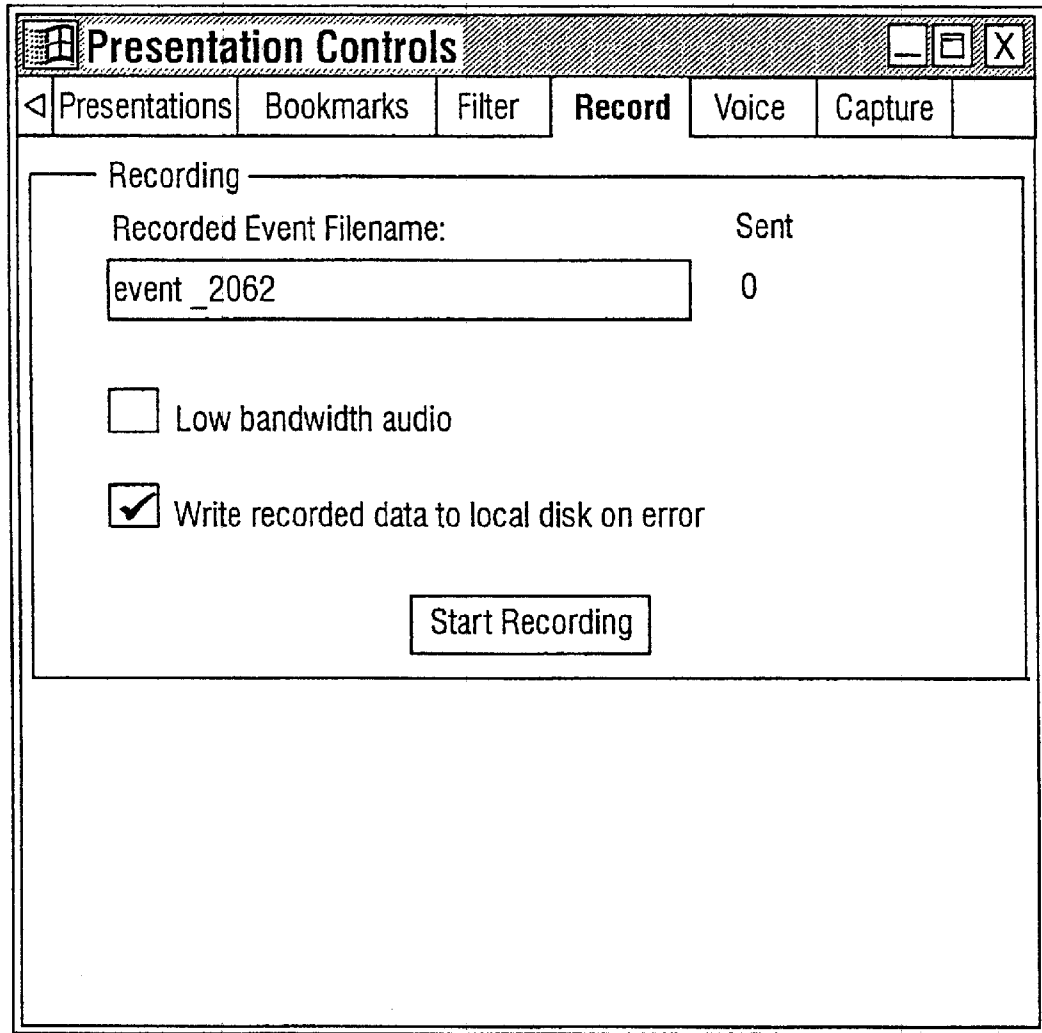 Presentation Controls
Presentations Bookmarks Filter Record Voice Capture
Recording
Recorded Event Filename: Sent
event _2062 0
Low bandwidth audio
Write recorded data to local disk on error
Start Recording